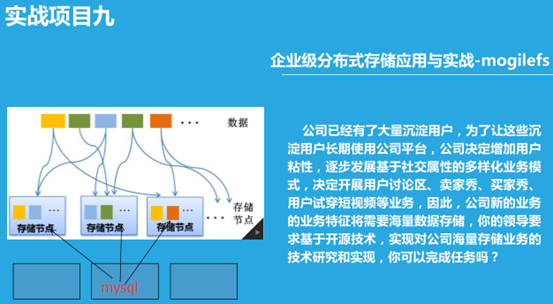 实战项目九
企业级分布式存储应用与实战-mogilefs
··· 数据
公司已经有了大量沉淀用户，为了让这些沉
淀用户长期使用公司平台，公司决定增加用户
粘性，逐步发展基于社交属性的多样化业务模
式，决定开展用户讨论区、卖家秀、买家秀、
用户试穿短视频等业务，因此，公司新的业务
的业务特征将需要海量数据存储，你的领导要
求基于开源技术，实现对公司海量存储业务的
技术研究和实现，你可以完成任务吗？
··· ··· ··· ··· 存储
节点
存储节点 存储节点 存储节点
mysql